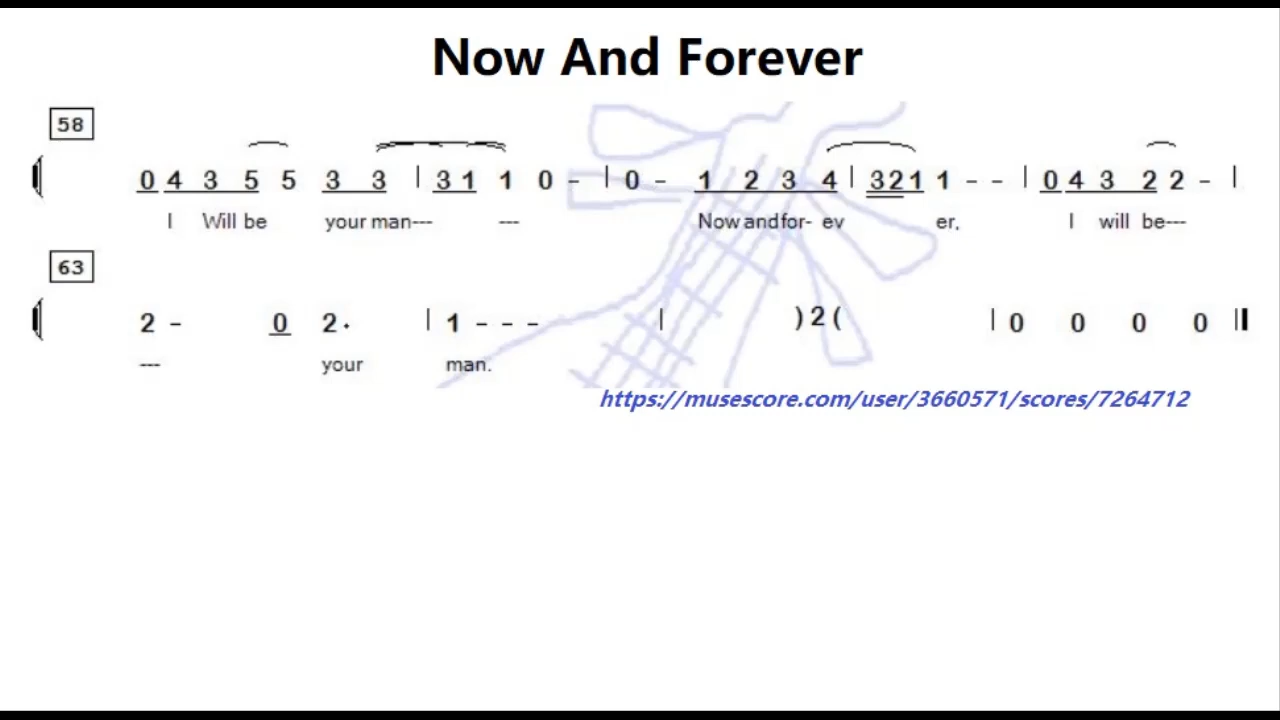 Now And Forever
58
0 4 3 5 5 3 3 | 3 1 1 0 - | 0 - 1 2 3 4 | 3 2 1 1 - - | 0 4 3 2 2 - |
I Will be your man--- --- Now and for- ev er, I will be---
63
2 - 0 2 . | 1 - - - | )2( | 0 0 0 0 ||
--- your man.
https://musescore.com/user/3660571/scores/7264712